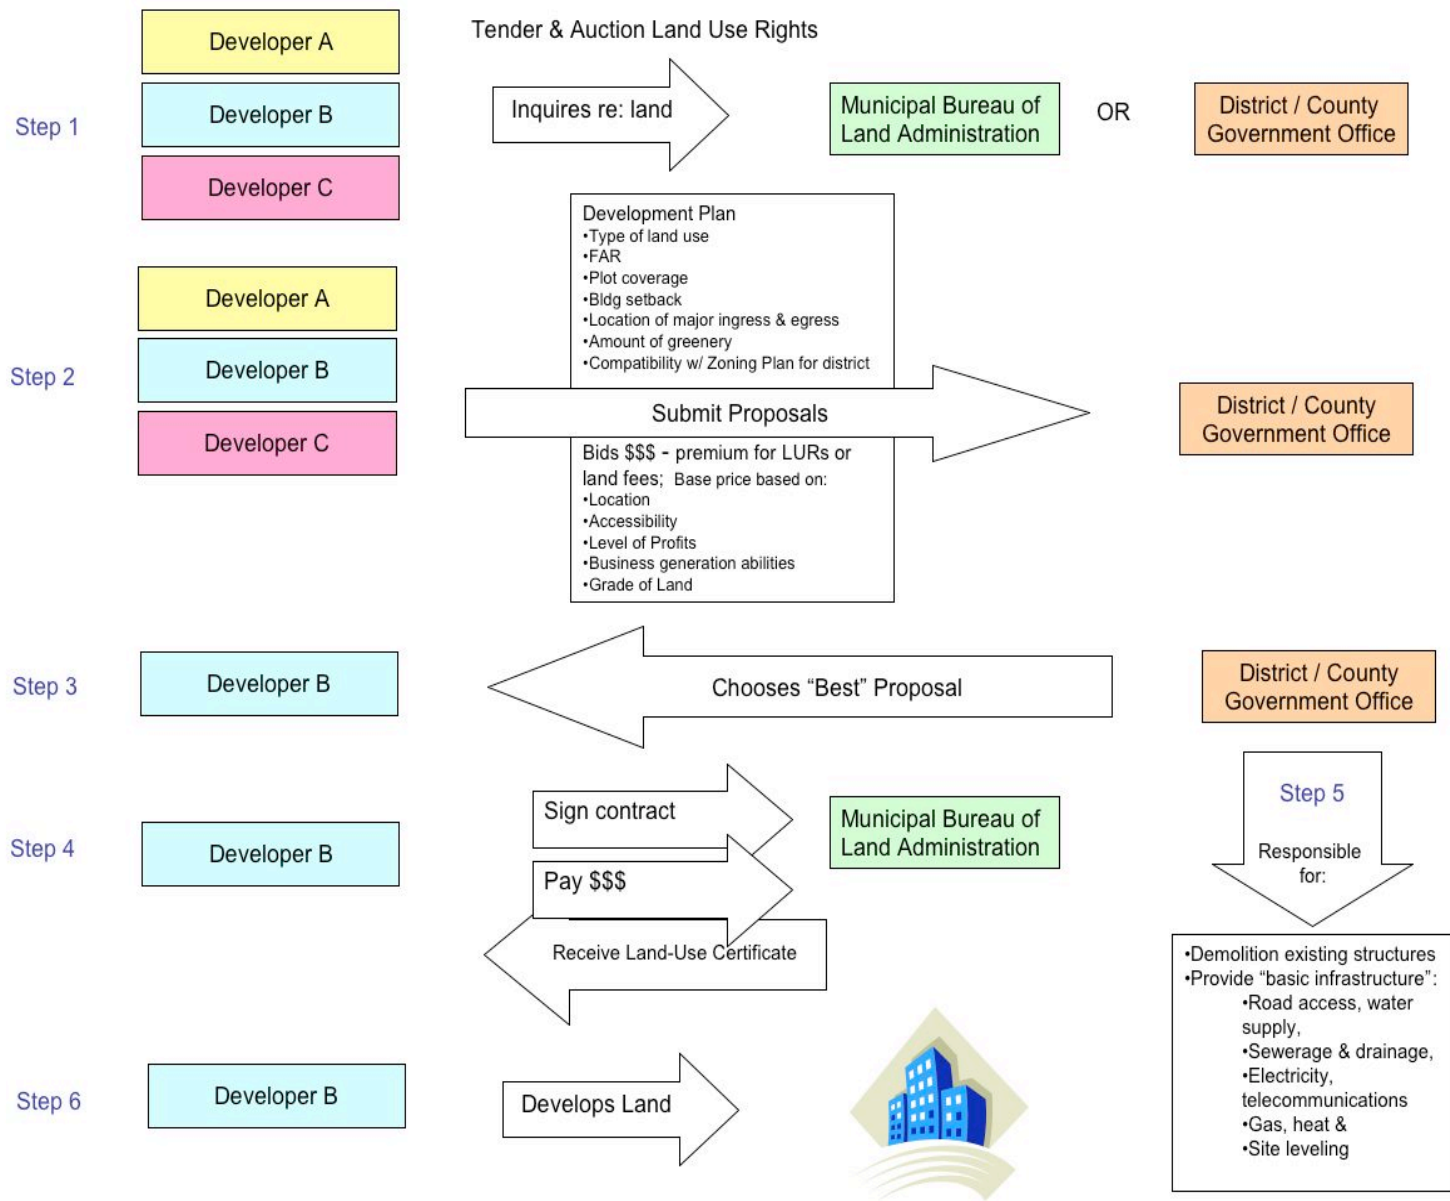 Tender & Auction Land Use Rights
Step 1
Developer A
Developer B
Developer C
Inquires re: land
Municipal Bureau of
Land Administration
OR
District / County
Government Office
Step 2
Developer A
Developer B
Developer C
Development Plan
•Type of land use
•FAR
•Plot coverage
•Bldg setback
•Location of major ingress & egress
•Amount of greenery
•Compatibility w/ Zoning Plan for district
Submit Proposals
Bids $$$ - premium for LURs or
land fees; Base price based on:
•Location
•Accessibility
•Level of Profits
•Business generation abilities
•Grade of Land
District / County
Government Office
Step 3
Developer B
Chooses “Best” Proposal
District / County
Government Office
Step 4
Developer B
Sign contract
Pay $$$
Receive Land-Use Certificate
Municipal Bureau of
Land Administration
Step 5
Responsible
for:
•Demolition existing structures
•Provide “basic infrastructure”:
•Road access, water
supply,
•Sewerage & drainage,
•Electricity,
telecommunications
•Gas, heat &
•Site leveling
Step 6
Developer B
Develops Land